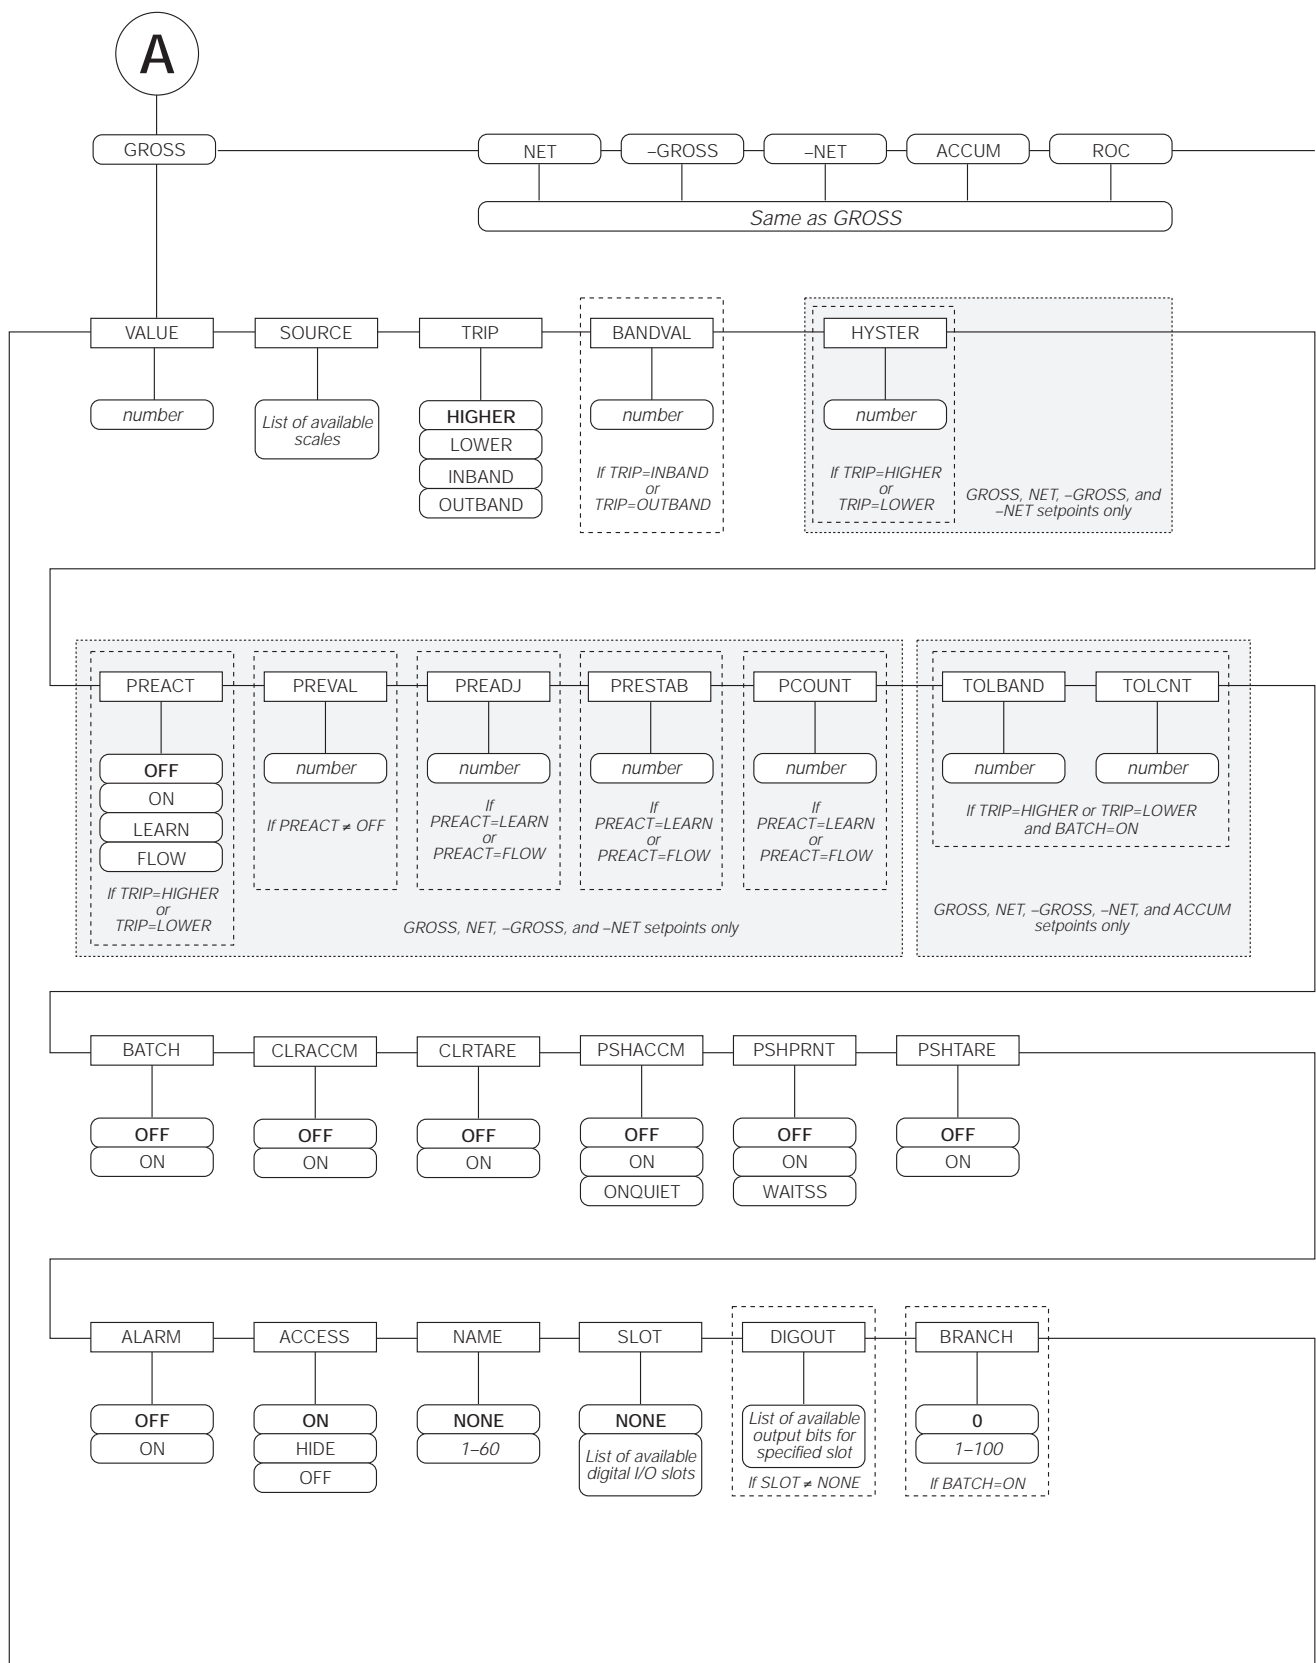 A
GROSS
NET
–GROSS
–NET
ACCUM
ROC
Same as GROSS
VALUE
SOURCE
TRIP
BANDVAL
HYSTER
number
List of available
scales
HIGHER
LOWER
INBAND
OUTBAND
number
If TRIP=INBAND
or
TRIP=OUTBAND
number
If TRIP=HIGHER
or
TRIP=LOWER
GROSS, NET, –GROSS, and
–NET setpoints only
PREACT
PREVAL
PREADJ
PRESTAB
PCOUNT
TOLBAND
TOLCNT
OFF
ON
LEARN
FLOW
If TRIP=HIGHER
or
TRIP=LOWER
number
If PREACT ≠ OFF
number
If
PREACT=LEARN
or
PREACT=FLOW
number
If
PREACT=LEARN
or
PREACT=FLOW
number
If
PREACT=LEARN
or
PREACT=FLOW
GROSS, NET, –GROSS, and –NET setpoints only
number
number
If TRIP=HIGHER or TRIP=LOWER
and BATCH=ON
GROSS, NET, –GROSS, –NET, and ACCUM
setpoints only
BATCH
CLRACCM
CLRTARE
PSHACCM
PSHPRNT
PSHTARE
OFF
ON
OFF
ON
OFF
ON
OFF
ON
ONQUIET
OFF
ON
WAITSS
OFF
ON
ALARM
ACCESS
NAME
SLOT
DIGOUT
BRANCH
OFF
ON
ON
HIDE
OFF
NONE
1–60
NONE
List of available
digital I/O slots
List of available
output bits for
specified slot
If SLOT ≠ NONE
0
1–100
If BATCH=ON